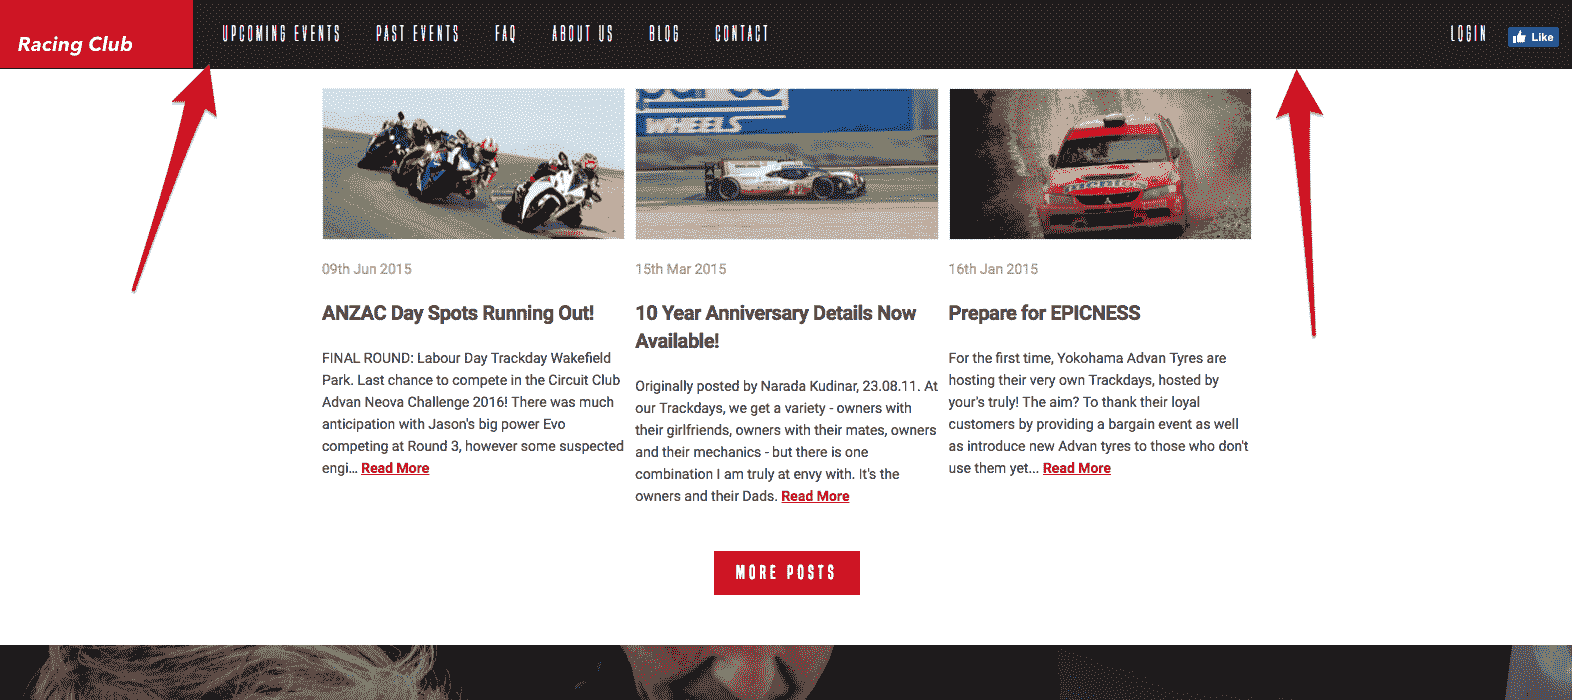 Racing Club
UPCOMING EVENTS
PAST EVENTS
FAQ
ABOUT US
BLOG
CONTACT
LOGIN
Like
WHEELS
09th Jun 2015
ANZAC Day Spots Running Out!
FINAL ROUND: Labour Day Trackday Wakefield
Park. Last chance to compete in the Circuit Club
Advan Neova Challenge 2016! There was much
anticipation with Jason's big power Evo
competing at Round 3, however some suspected
engi... Read More
15th Mar 2015
10 Year Anniversary Details Now
Available!
Originally posted by Narada Kudinar, 23.08.11. At
our Trackdays, we get a variety - owners with
their girlfriends, owners with their mates, owners
and their mechanics - but there is one
combination I am truly at envy with. It's the
owners and their Dads. Read More
16th Jan 2015
Prepare for EPICNESS
For the first time, Yokohama Advan Tyres are
hosting their very own Trackdays, hosted by
your's truly! The aim? To thank their loyal
customers by providing a bargain event as well
as introduce new Advan tyres to those who don't
use them yet... Read More
MORE POSTS